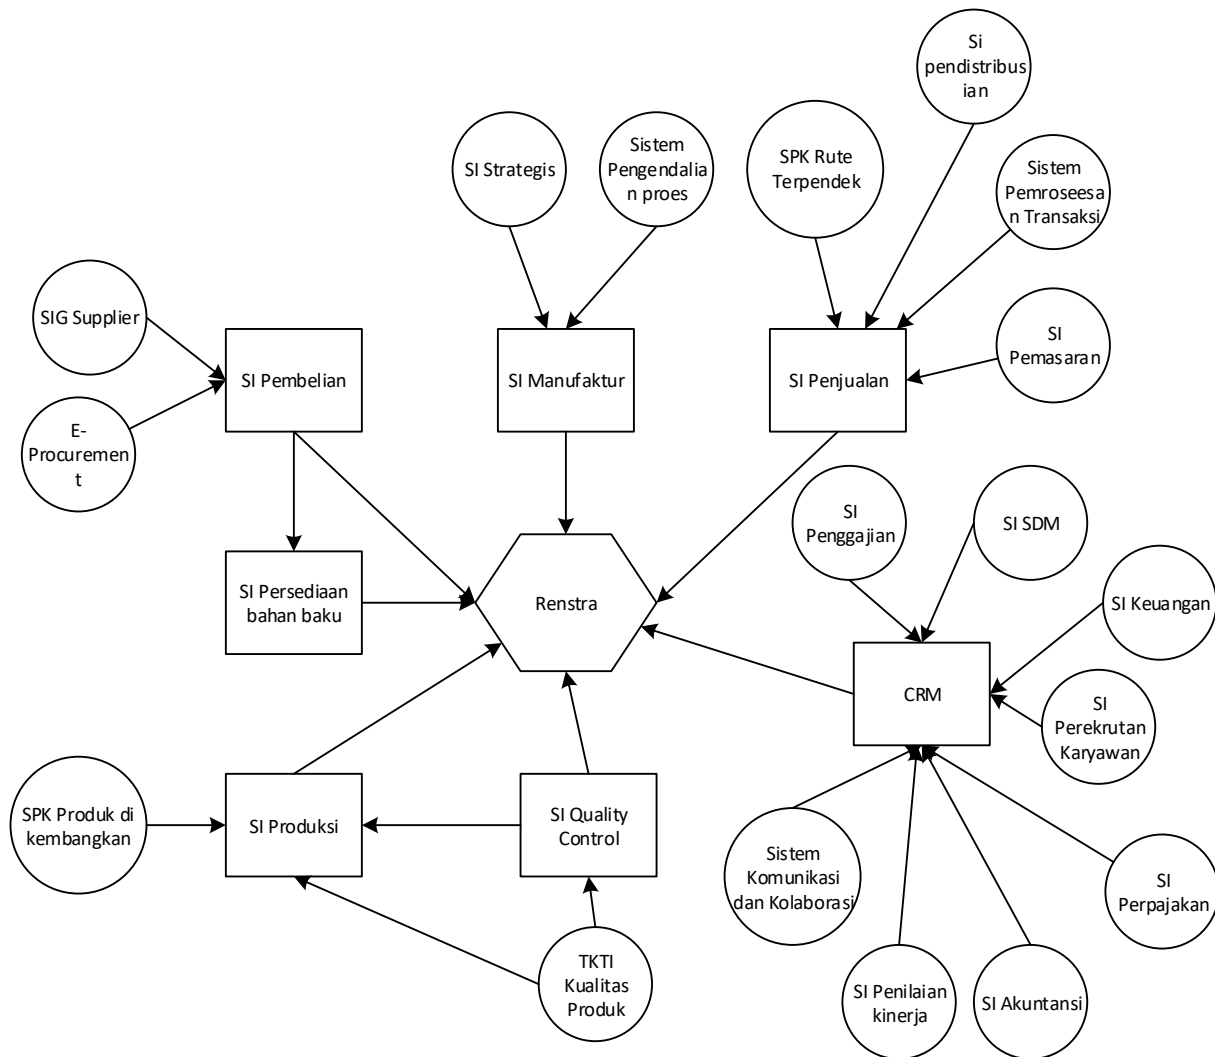 Si
pendistribus
ian
SI Strategis
Sistem
Pengendalia
n proes
SPK Rute
Terpendek
Sistem
Pemroseesa
n Transaksi
SIG Supplier
SI Pembelian
SI Manufaktur
SI Penjualan
SI
Pemasaran
E-
Procuremen
t
SI
Penggajian
SI SDM
SI Persediaan
bahan baku
Renstra
SI Keuangan
CRM
SI
Perekrutan
Karyawan
SPK Produk di
kembangkan
SI Produksi
SI Quality
Control
Sistem
Komunikasi
dan Kolaborasi
SI
Perpajakan
TKTI
Kualitas
Produk
SI Penilaian
kinerja
SI Akuntansi